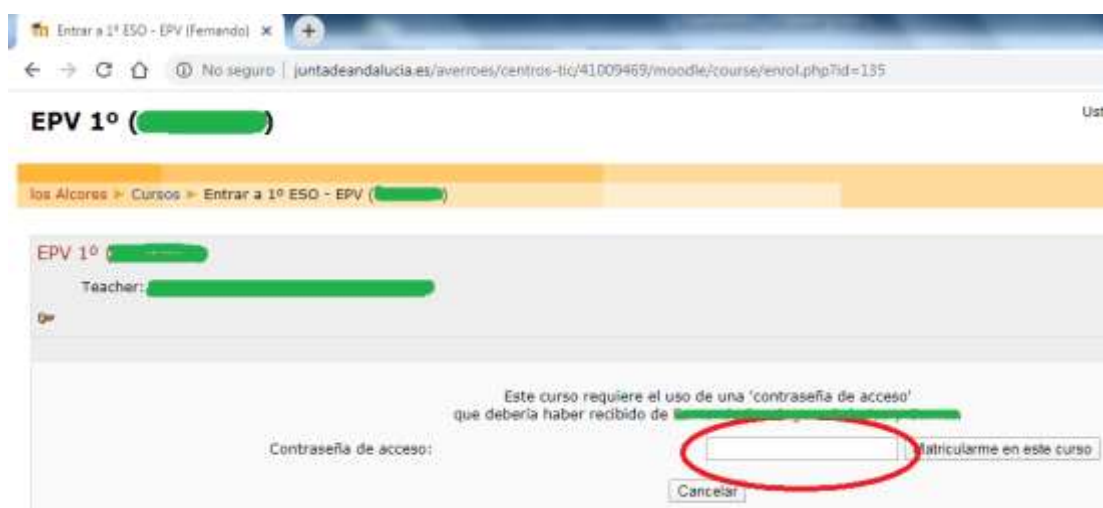 Entrar a 1º ESO - EPV (Fernando)
No seguro | juntadeandalucia.es/averroes/centros-tic/41009469/moodle/course/enrol.php?id=135
EPV 1º ( )
Ust
los Alcores Cursos Entrar a 1º ESO - EPV ( )
EPV 1º (
Teacher:
Este curso requiere el uso de una 'contraseña de acceso'
que debería haber recibido de
Contraseña de acceso:
Matricularme en este curso
Cancelar